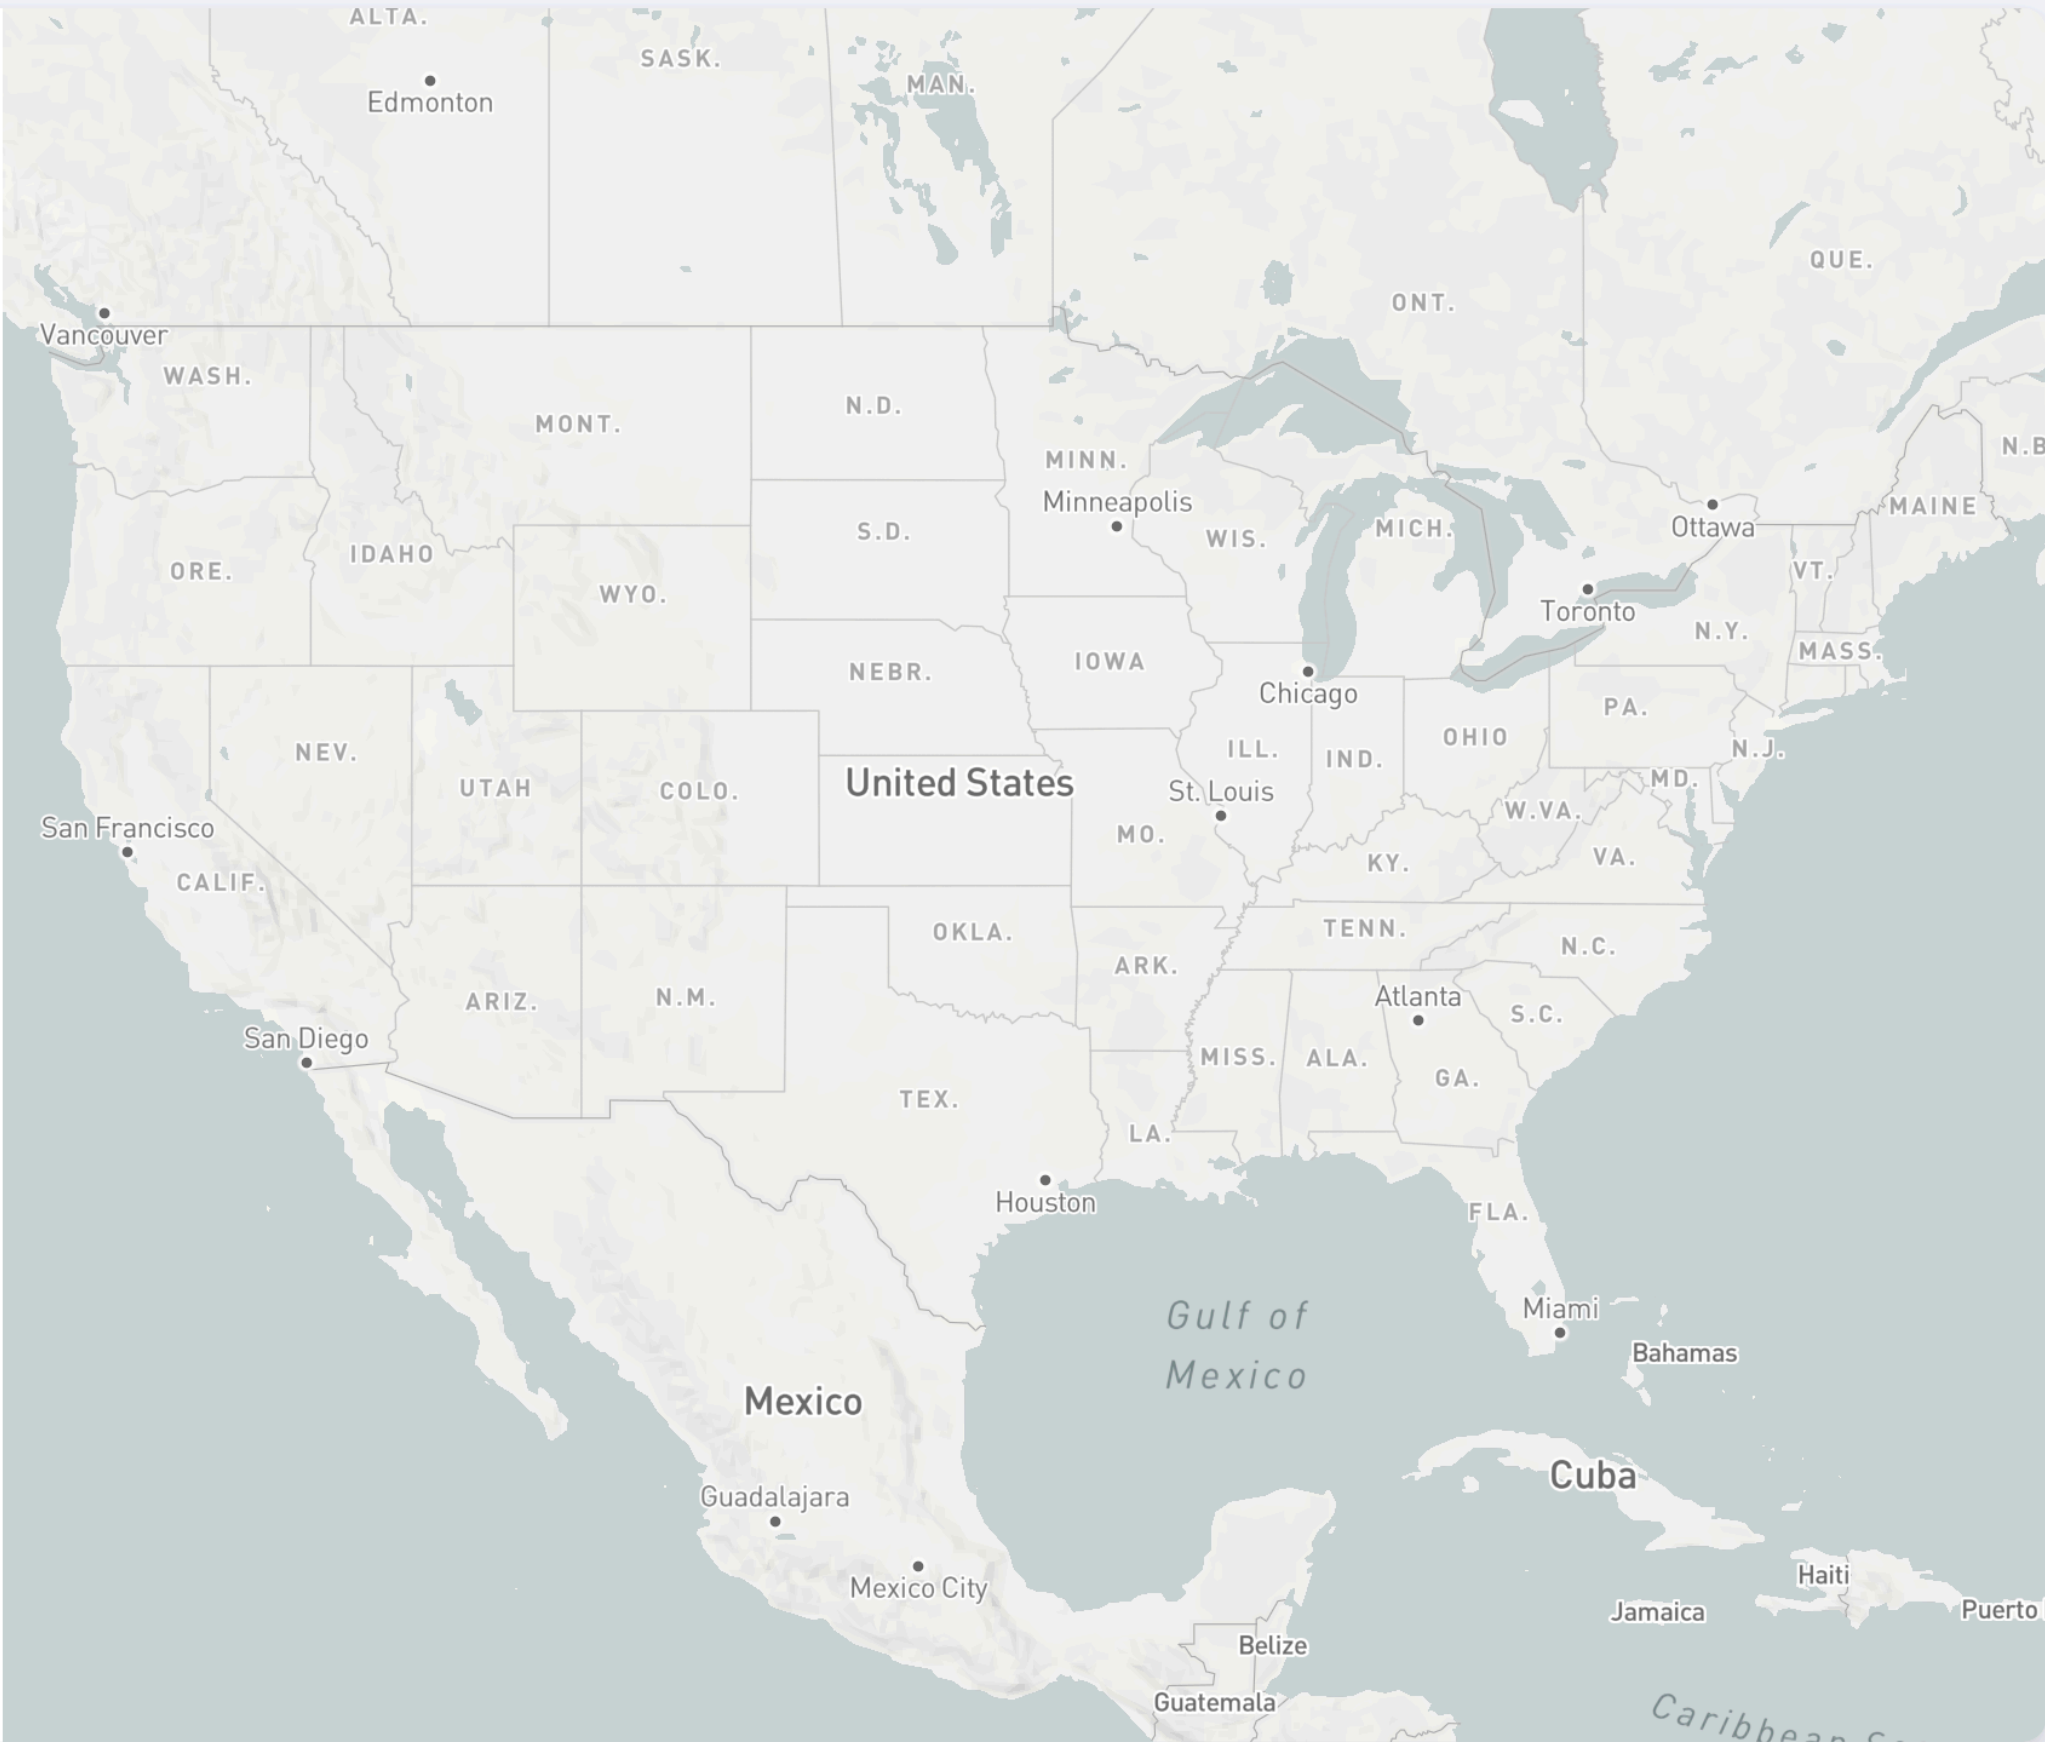 ALTA.
SASK.
MAN.
Edmonton
QUE.
ONT.
Vancouver
WASH.
N.D.
MONT.
N.B
MINN.
Minneapolis
MAINE
Ottawa
MICH.
S.D.
WIS.
IDAHO
ORE.
VT.
WYO.
Toronto
N.Y.
MASS.
IOWA
NEBR.
Chicago
PA.
OHIO
N.J.
ILL.
NEV.
IND.
MD.
United States
UTAH
COLO.
St. Louis
W.VA.
San Francisco
MO.
VA.
KY.
CALIF.
TENN.
OKLA.
N.C.
ARK.
Atlanta
N.M.
ARIZ.
S.C.
San Diego
MISS.
ALA.
GA.
TEX.
LA.
Houston
FLA.
Miami
Gulf of
Mexico
Bahamas
Mexico
Cuba
Guadalajara
Haiti
Mexico City
Puerto
Jamaica
Belize
Guatemala
Caribbean